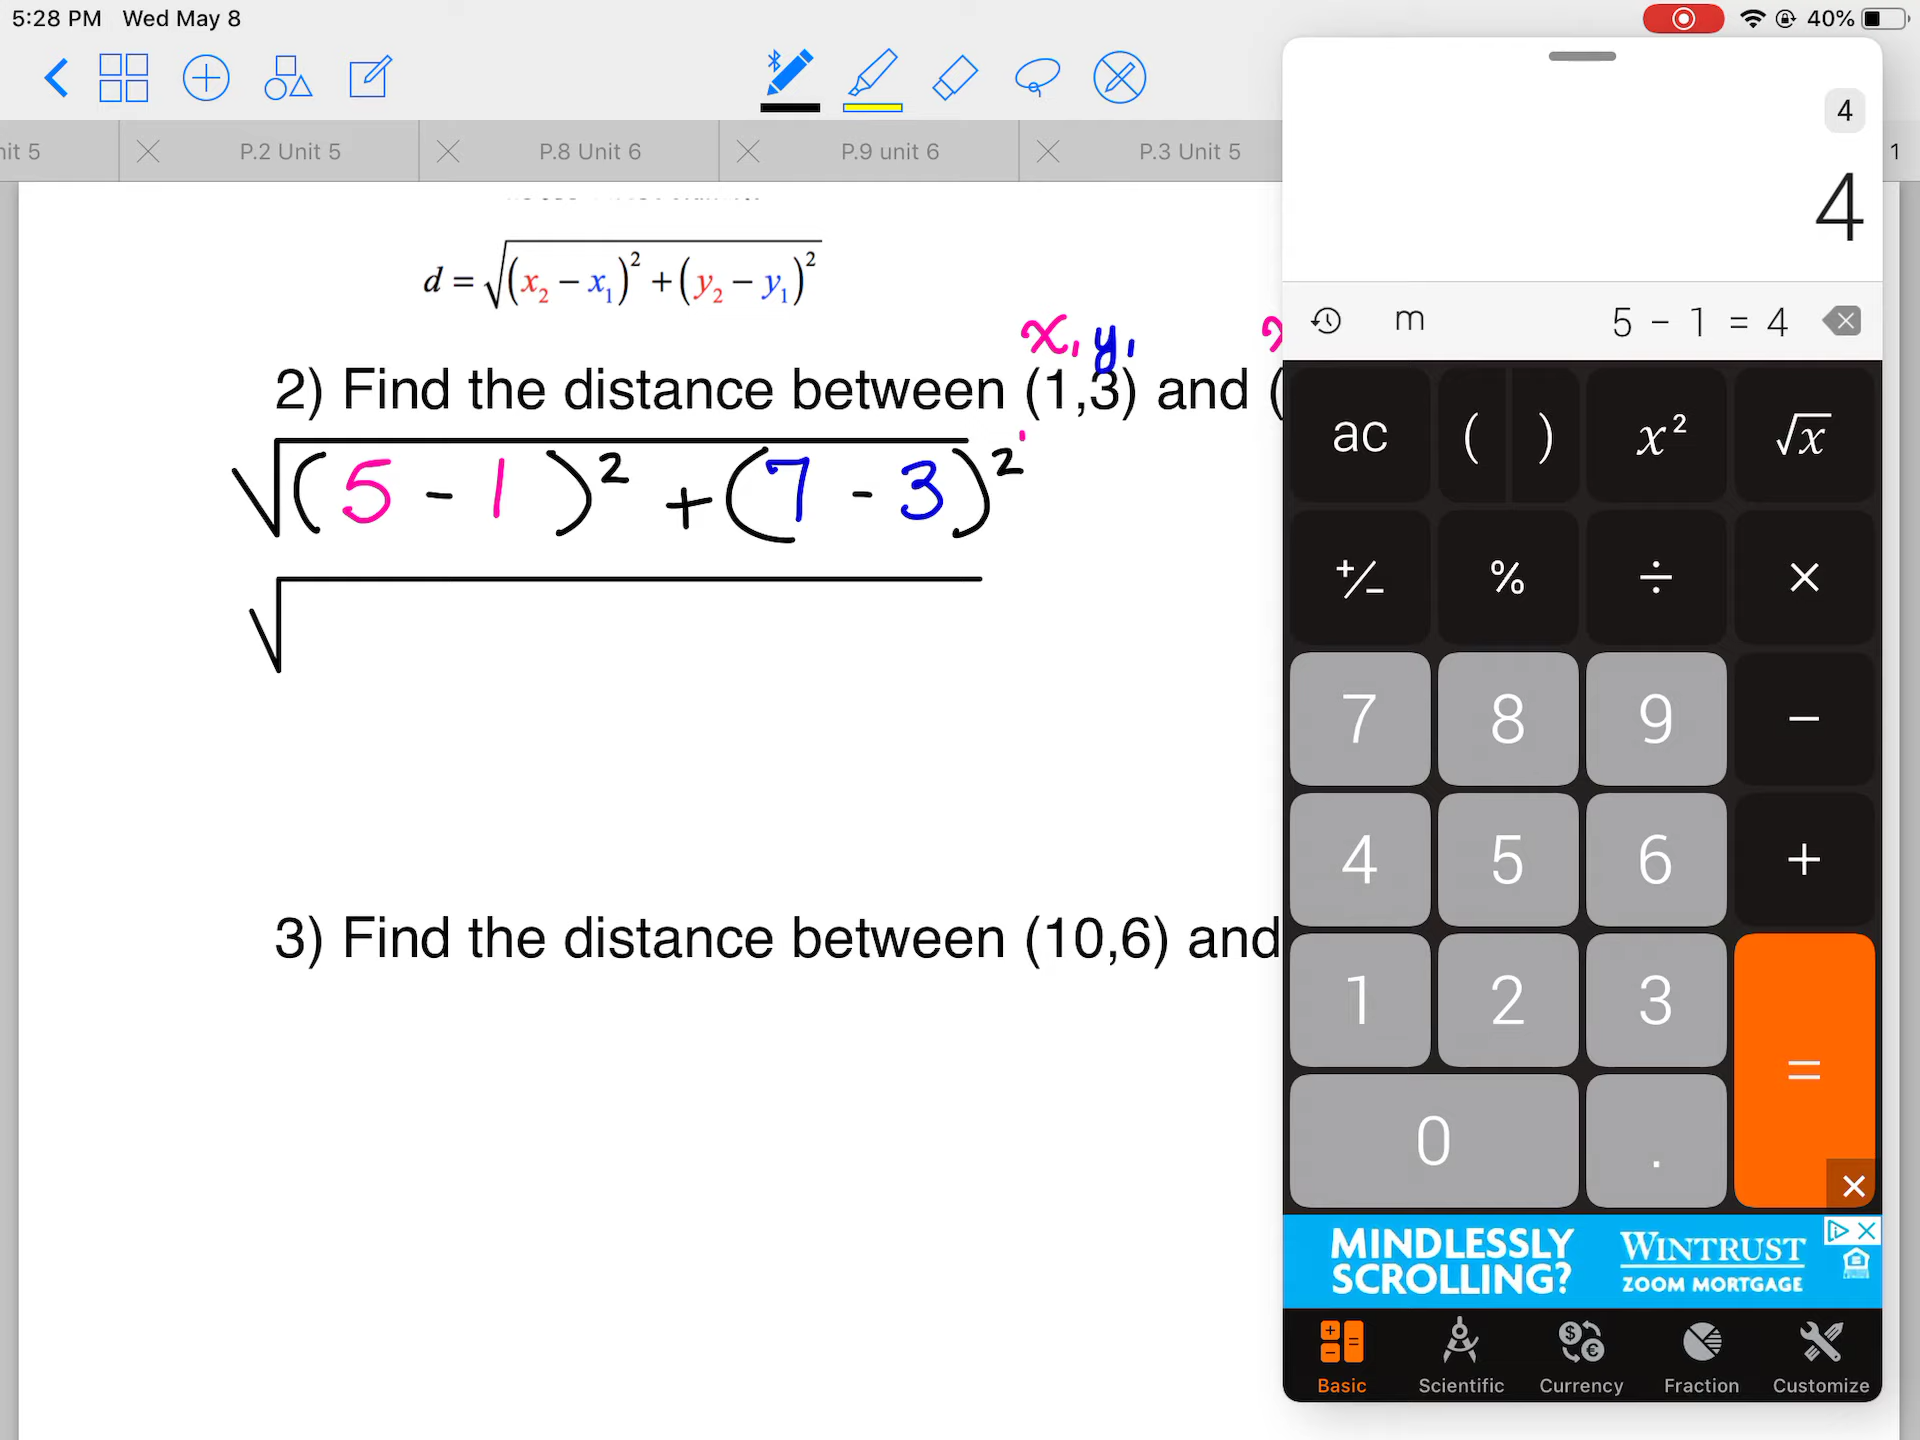 5:28 PM Wed May 8
40%
nit 5
P.2 Unit 5
P.8 Unit 6
P.9 unit 6
P.3 Unit 5
1
d = √(x₂ − x₁)² + (y₂ − y₁)²
x₁ y₁
2) Find the distance between (1,3) and (
√(5 - 1)² + (7 - 3)²
√
3) Find the distance between (10,6) and
4
4
m 5 − 1 = 4
ac ( ) x² √x
+/− % ÷ ×
7 8 9 −
4 5 6 +
1 2 3 =
0 .
MINDLESSLY
SCROLLING?
WINTRUST
ZOOM MORTGAGE
Basic Scientific Currency Fraction Customize